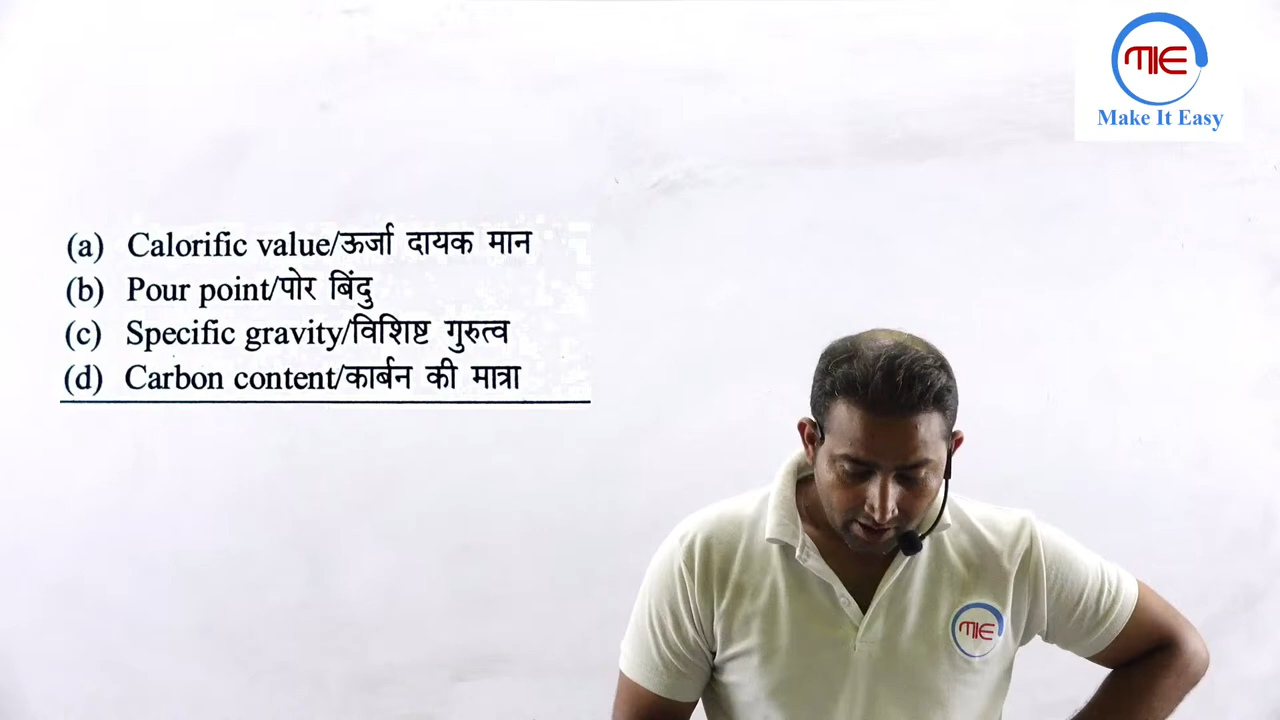 MIE
Make It Easy
(a) Calorific value/ऊर्जा दायक मान
(b) Pour point/पोर बिंदु
(c) Specific gravity/विशिष्ट गुरुत्व
(d) Carbon content/कार्बन की मात्रा
MIE